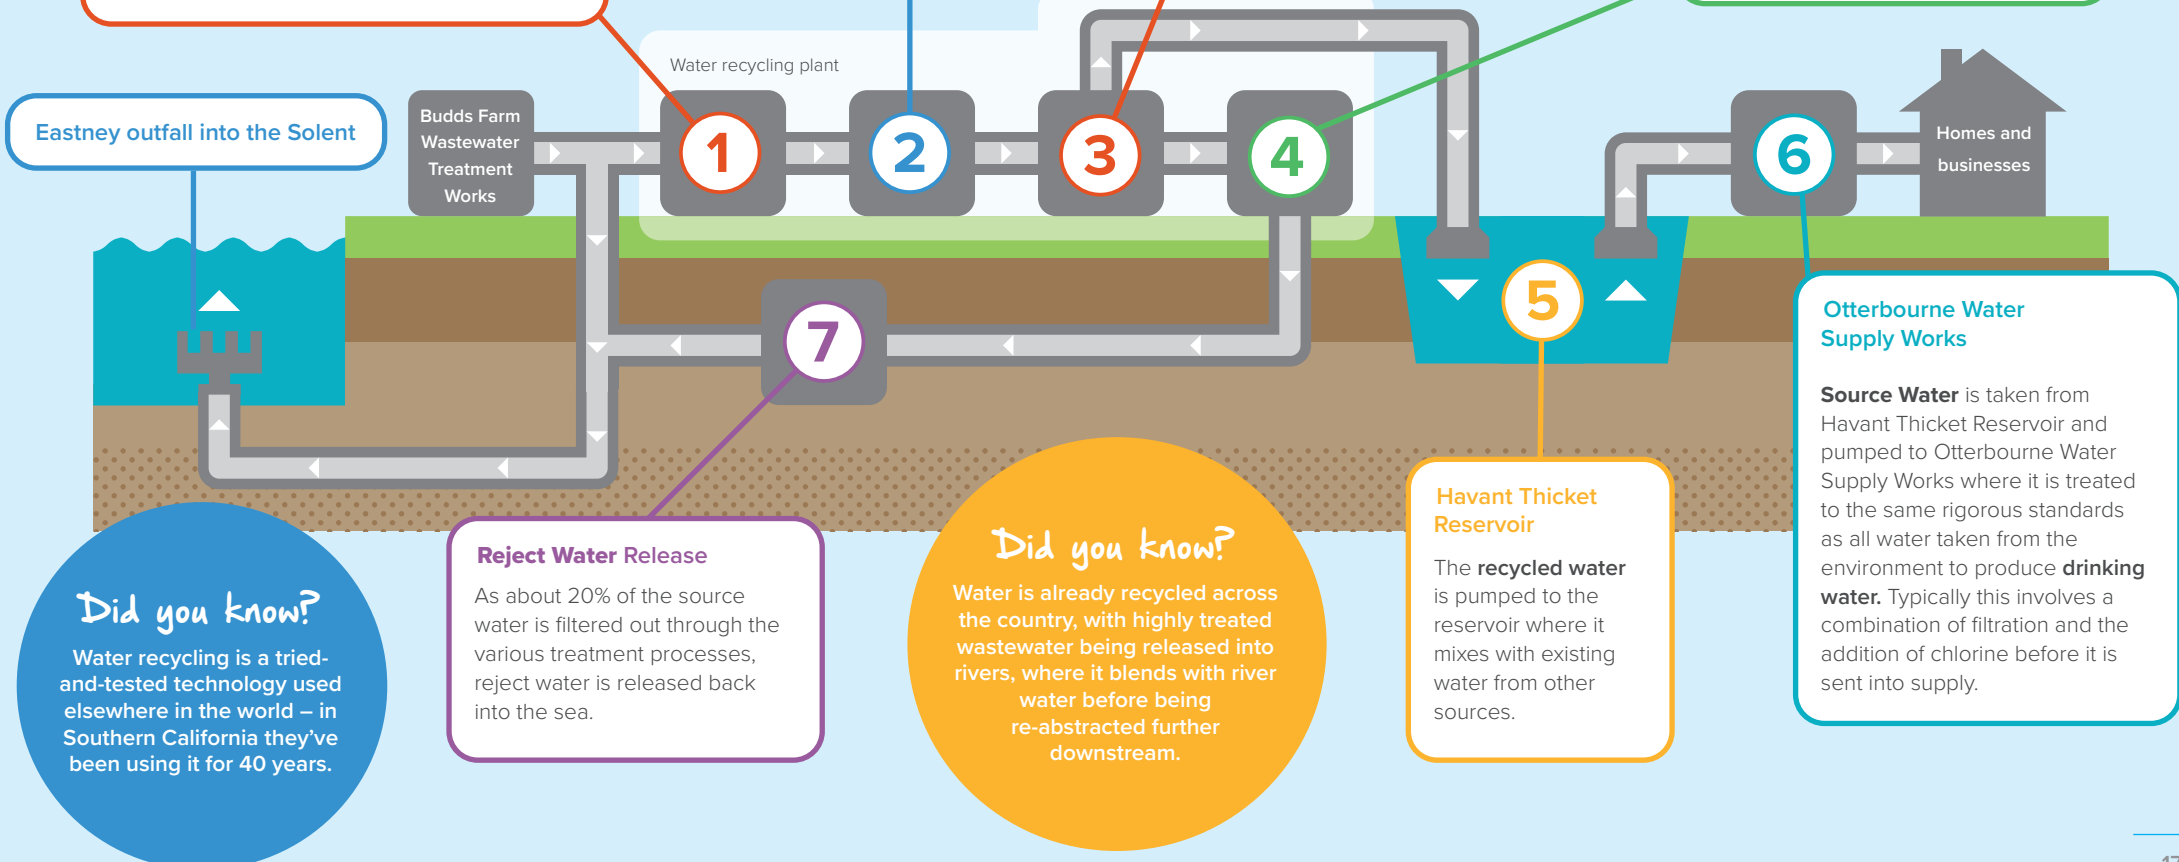 Water recycling plant
Eastney outfall into the Solent
Budds Farm
Wastewater
Treatment
Works
1
2
3
4
6
Homes and
businesses
5
7
Otterbourne Water
Supply Works
Source Water is taken from
Havant Thicket Reservoir and
pumped to Otterbourne Water
Supply Works where it is treated
to the same rigorous standards
as all water taken from the
environment to produce drinking
water. Typically this involves a
combination of filtration and the
addition of chlorine before it is
sent into supply.
Havant Thicket
Reservoir
The recycled water
is pumped to the
reservoir where it
mixes with existing
water from other
sources.
Did you know?
Water is already recycled across
the country, with highly treated
wastewater being released into
rivers, where it blends with river
water before being
re-abstracted further
downstream.
Reject Water Release
As about 20% of the source
water is filtered out through the
various treatment processes,
reject water is released back
into the sea.
Did you know?
Water recycling is a tried-
and-tested technology used
elsewhere in the world – in
Southern California they've
been using it for 40 years.